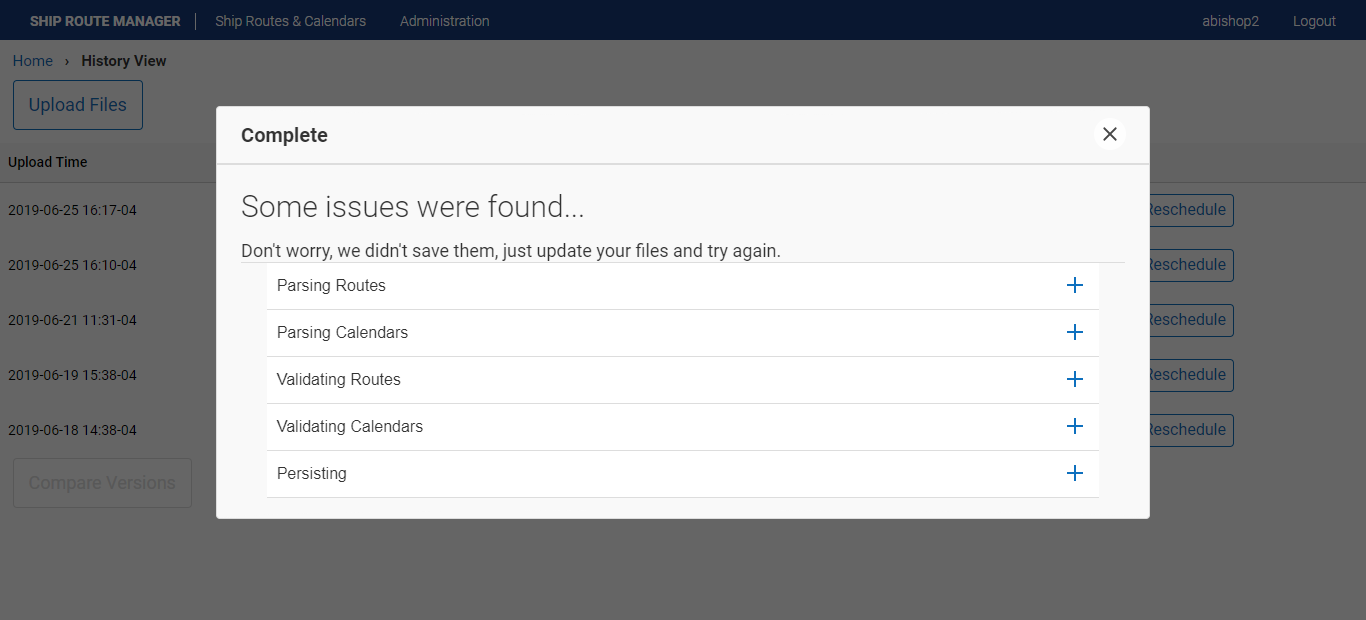 SHIP ROUTE MANAGER Ship Routes & Calendars Administration abishop2 Logout
Home › History View
Upload Files
Complete
Upload Time
Some issues were found...
2019-06-25 16:17-04 Reschedule
Don't worry, we didn't save them, just update your files and try again.
2019-06-25 16:10-04 Reschedule
Parsing Routes
2019-06-21 11:31-04 Reschedule
Parsing Calendars
2019-06-19 15:38-04 Reschedule
Validating Routes
2019-06-18 14:38-04 Reschedule
Validating Calendars
Compare Versions
Persisting